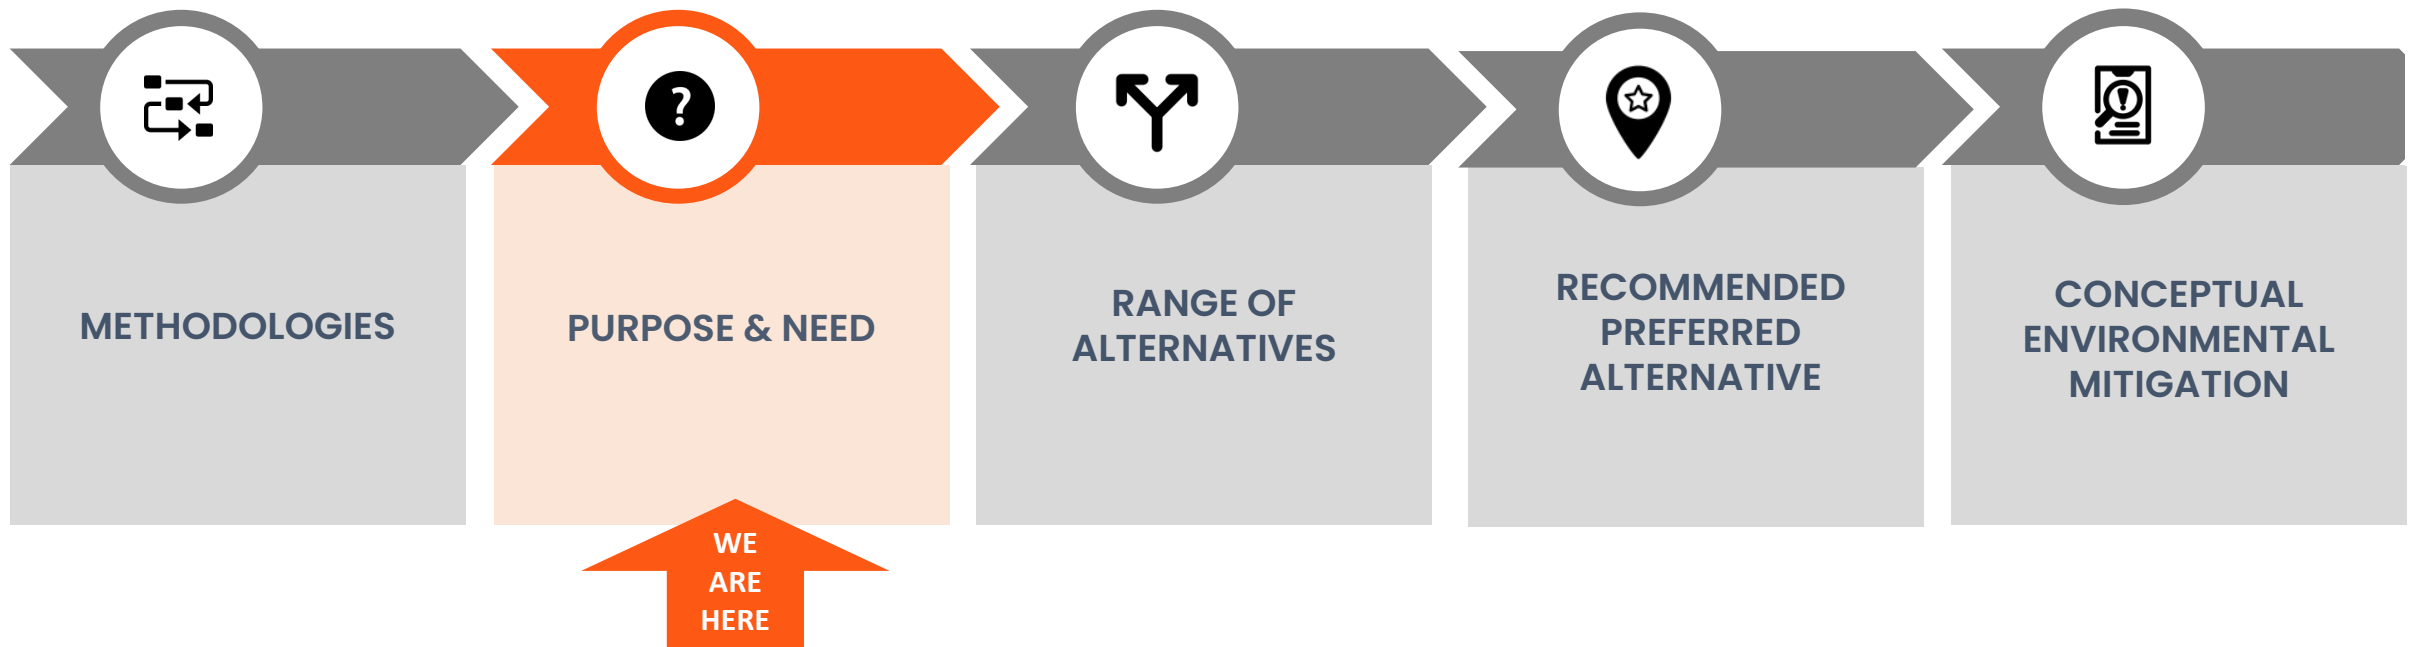 METHODOLOGIES
PURPOSE & NEED
RANGE OF
ALTERNATIVES
RECOMMENDED
PREFERRED
ALTERNATIVE
CONCEPTUAL
ENVIRONMENTAL
MITIGATION
WE
ARE
HERE